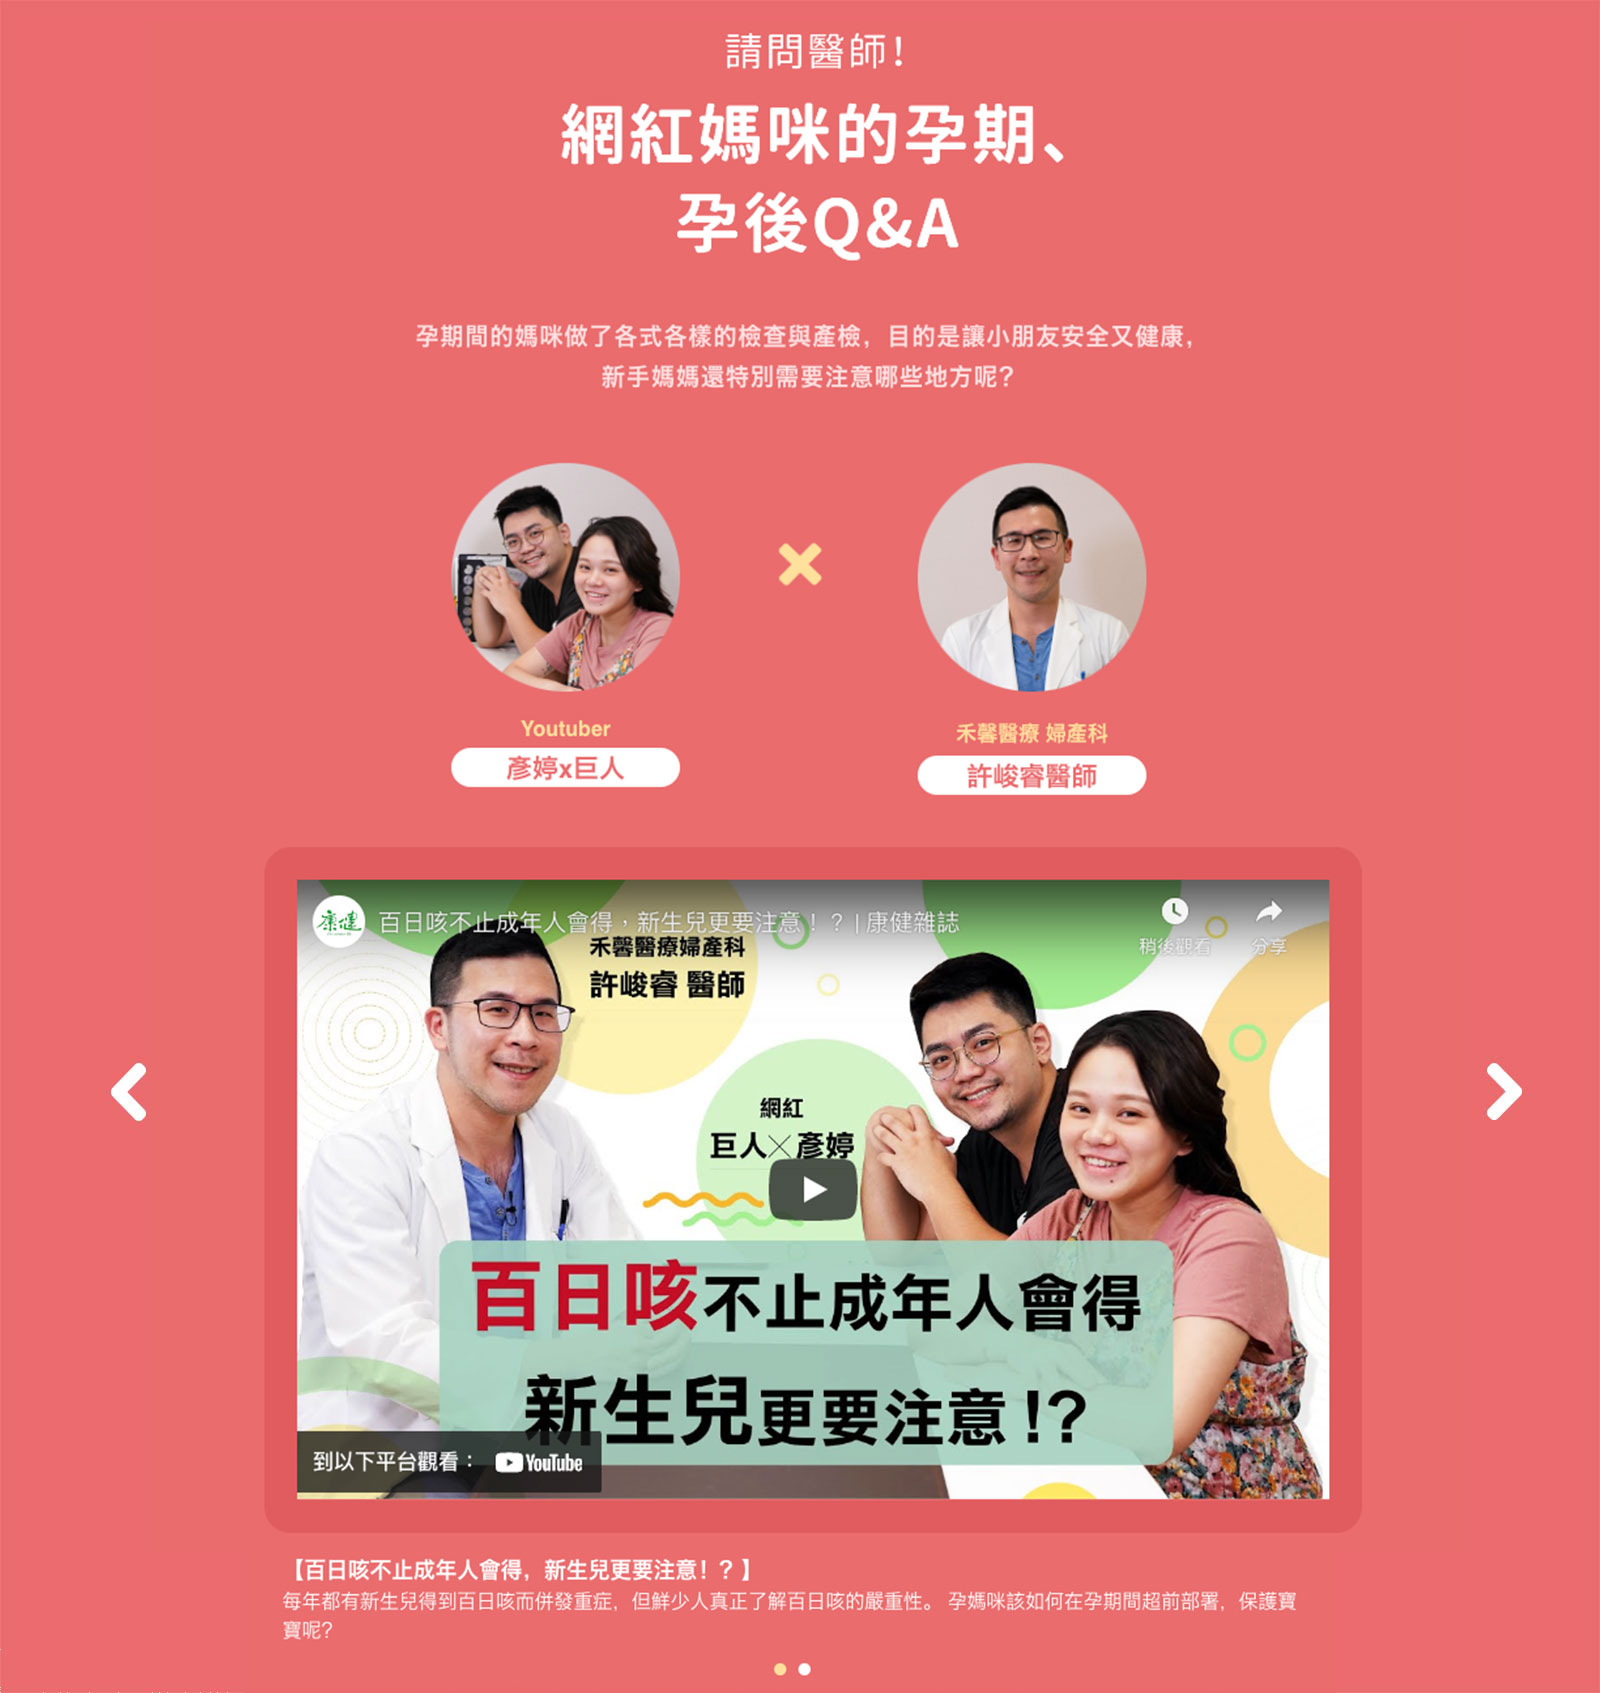 請問醫師！
網紅媽咪的孕期、
孕後Q&A
孕期間的媽咪做了各式各樣的檢查與產檢，目的是讓小朋友安全又健康，
新手媽媽還特別需要注意哪些地方呢？
Youtuber
彥婷x巨人
禾馨醫療 婦產科
許峻睿醫師
康健
百日咳不止成年人會得，新生兒更要注意！？ | 康健雜誌
稍後觀看
分享
禾馨醫療婦產科
許峻睿 醫師
網紅
巨人×彥婷
百日咳不止成年人會得
新生兒更要注意!?
到以下平台觀看： YouTube
【百日咳不止成年人會得，新生兒更要注意！？】
每年都有新生兒得到百日咳而併發重症，但鮮少人真正了解百日咳的嚴重性。 孕媽咪該如何在孕期間超前部署，保護寶
寶呢？